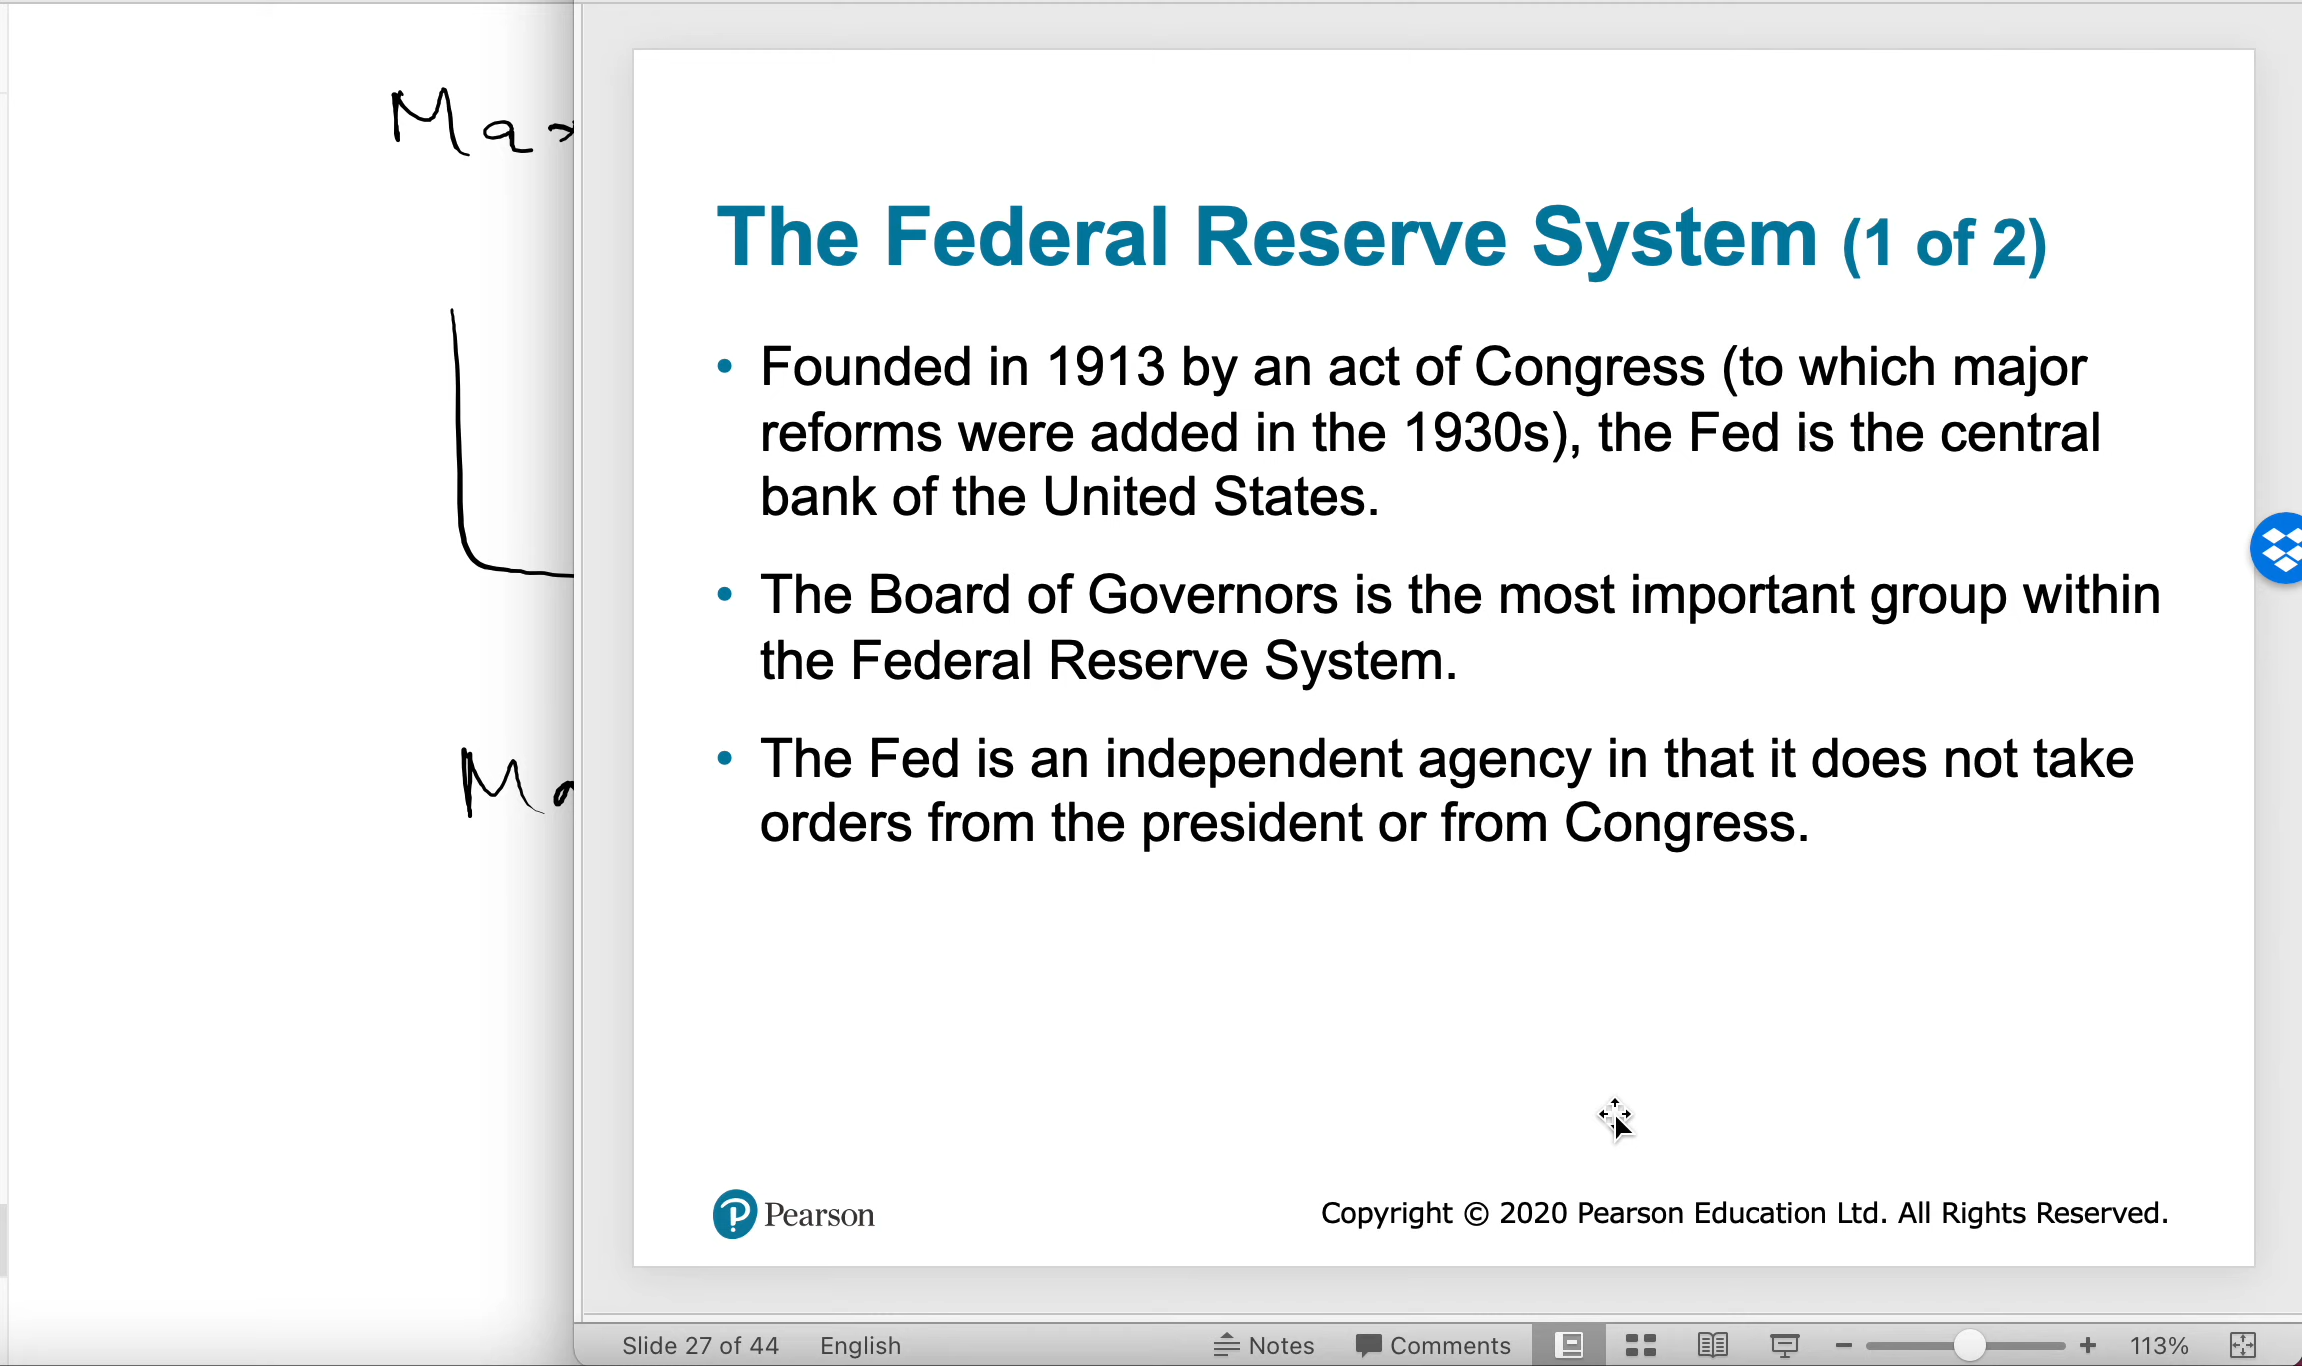 The Federal Reserve System (1 of 2)
• Founded in 1913 by an act of Congress (to which major
reforms were added in the 1930s), the Fed is the central
bank of the United States.
• The Board of Governors is the most important group within
the Federal Reserve System.
• The Fed is an independent agency in that it does not take
orders from the president or from Congress.
Pearson
Copyright © 2020 Pearson Education Ltd. All Rights Reserved.
Slide 27 of 44 English Notes Comments 113%